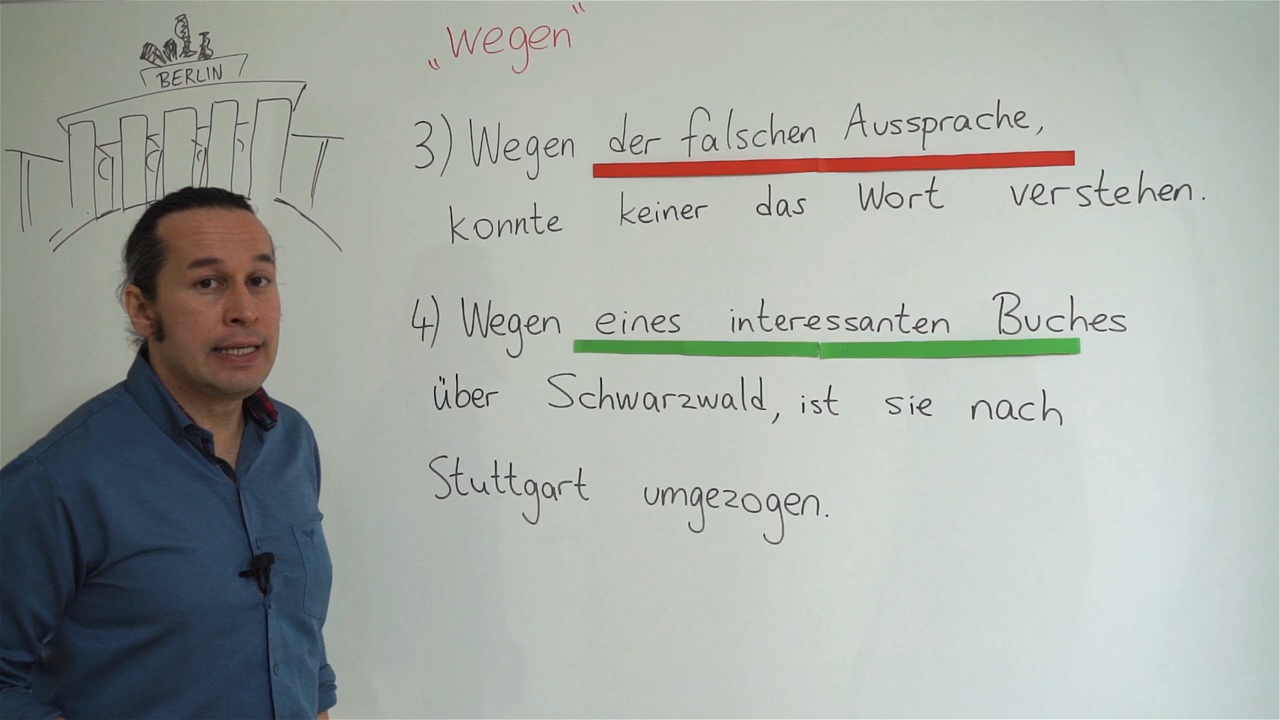 BERLIN
„wegen“
3) Wegen der falschen Aussprache,
konnte keiner das Wort verstehen.
4) Wegen eines interessanten Buches
über Schwarzwald, ist sie nach
Stuttgart umgezogen.